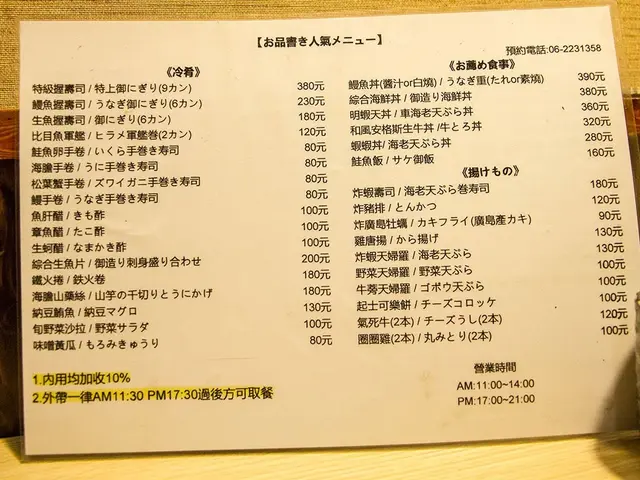 【お品書き人氣メニュー】
預約電話:06-2231358
《冷肴》
特級握壽司 / 特上御にぎり(9カン) 380元
鰻魚握壽司 / うなぎ御にぎり(6カン) 230元
生魚握壽司 / 御にぎり(6カン) 180元
比目魚軍艦 / ヒラメ軍艦卷(2カン) 120元
鮭魚卵手卷 / いくら手巻き寿司 80元
海膽手卷 / うに手巻き寿司 80元
松葉蟹手卷 / ズワイガニ手巻き寿司 80元
鰻手卷 / うなぎ手巻き寿司 80元
魚肝醋 / きも酢 100元
章魚醋 / たこ酢 100元
生蚵醋 / なまかき酢 100元
綜合生魚片 / 御造り刺身盛り合わせ 200元
鐵火捲 / 鉄火巻 180元
海膽山藥絲 / 山芋の千切りとうにかげ 180元
納豆鮪魚 / 納豆マグロ 130元
旬野菜沙拉 / 野菜サラダ 100元
味噌黃瓜 / もろみきゅうり 80元
1.內用均加收10%
2.外帶一律AM11:30 PM17:30過後方可取餐
《お薦め食事》
鰻魚丼(醬汁or白燒) / うなぎ重(たれor素燒) 390元
綜合海鮮丼 / 御造り海鮮丼 380元
明蝦天丼 / 車海老天ぷら丼 360元
和風安格斯生牛丼 /牛とろ丼 320元
蝦蝦丼/ 海老天ぷら丼 280元
鮭魚飯 / サケ御飯 160元
《揚げもの》
炸蝦壽司 / 海老天ぷら巻寿司 180元
炸豬排 / とんかつ 120元
炸廣島牡蠣 / カキフライ(廣島產カキ) 90元
雞唐揚 / から揚げ 130元
炸蝦天婦羅 / 海老天ぷら 130元
野菜天婦羅 / 野菜天ぷら 100元
牛蒡天婦羅 / ゴボウ天ぷら 100元
起士可樂餅 / チーズコロッケ 100元
氣死牛(2本) / チーズうし(2本) 120元
圈圈雞(2本) / 丸みとり(2本) 100元
營業時間
AM:11:00~14:00
PM:17:00~21:00